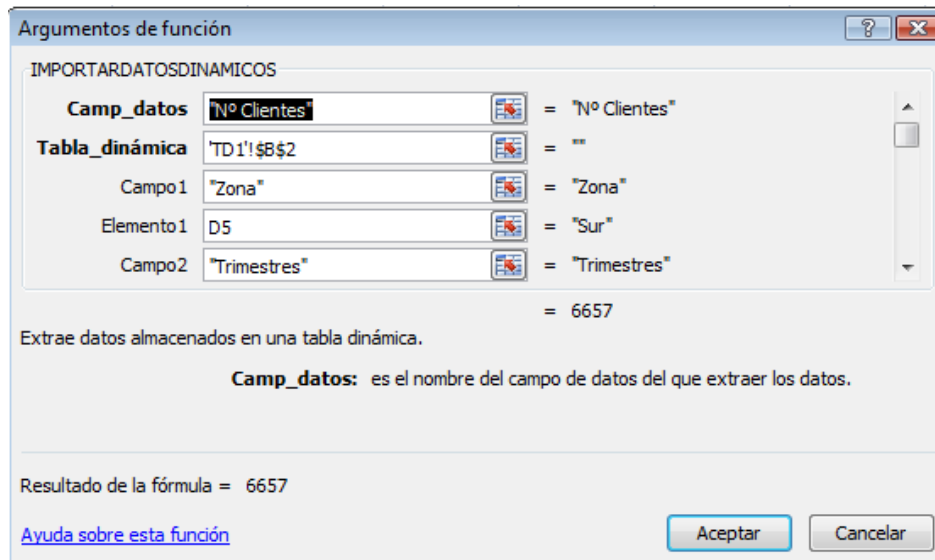 Argumentos de función
IMPORTARDATOSDINAMICOS
Camp_datos "Nº Clientes" = "Nº Clientes"
Tabla_dinámica 'TD1'!$B$2 = ""
Campo1 "Zona" = "Zona"
Elemento1 D5 = "Sur"
Campo2 "Trimestres" = "Trimestres"
= 6657
Extrae datos almacenados en una tabla dinámica.
Camp_datos: es el nombre del campo de datos del que extraer los datos.
Resultado de la fórmula = 6657
Ayuda sobre esta función Aceptar Cancelar